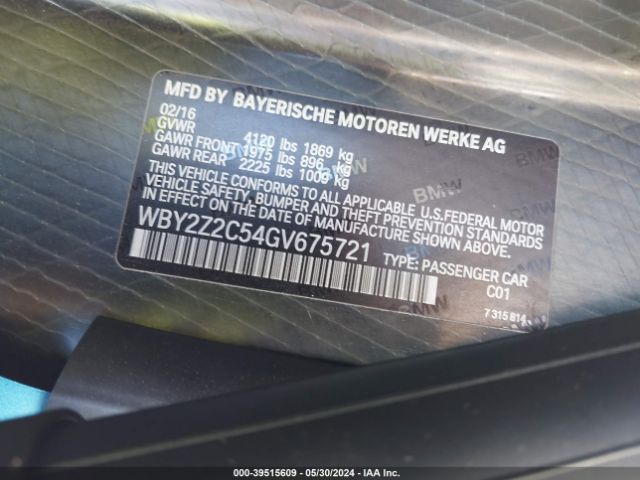 MFD BY BAYERISCHE MOTOREN WERKE AG
02/16
GVWR 4120 lbs 1869 kg
GAWR FRONT 1975 lbs 896 kg
GAWR REAR 2225 lbs 1009 kg
THIS VEHICLE CONFORMS TO ALL APPLICABLE U.S.FEDERAL MOTOR
VEHICLE SAFETY, BUMPER, AND THEFT PREVENTION STANDARDS
IN EFFECT ON THE DATE OF MANUFACTURE SHOWN ABOVE.
WBY2Z2C54GV675721
TYPE: PASSENGER CAR
C01
7 315 814
000-39515609 - 05/30/2024 - IAA Inc.